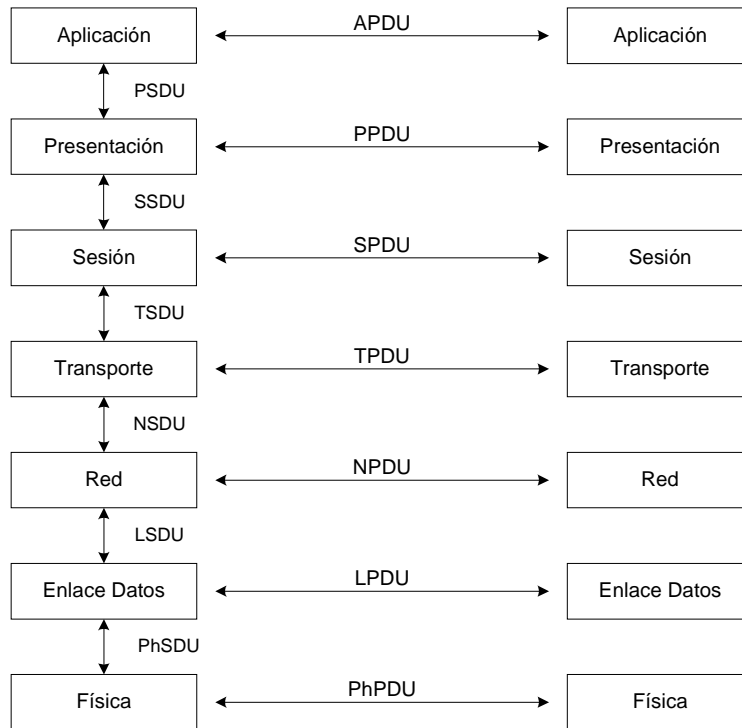 Aplicación APDU Aplicación
PSDU
Presentación PPDU Presentación
SSDU
Sesión SPDU Sesión
TSDU
Transporte TPDU Transporte
NSDU
Red NPDU Red
LSDU
Enlace Datos LPDU Enlace Datos
PhSDU
Física PhPDU Física